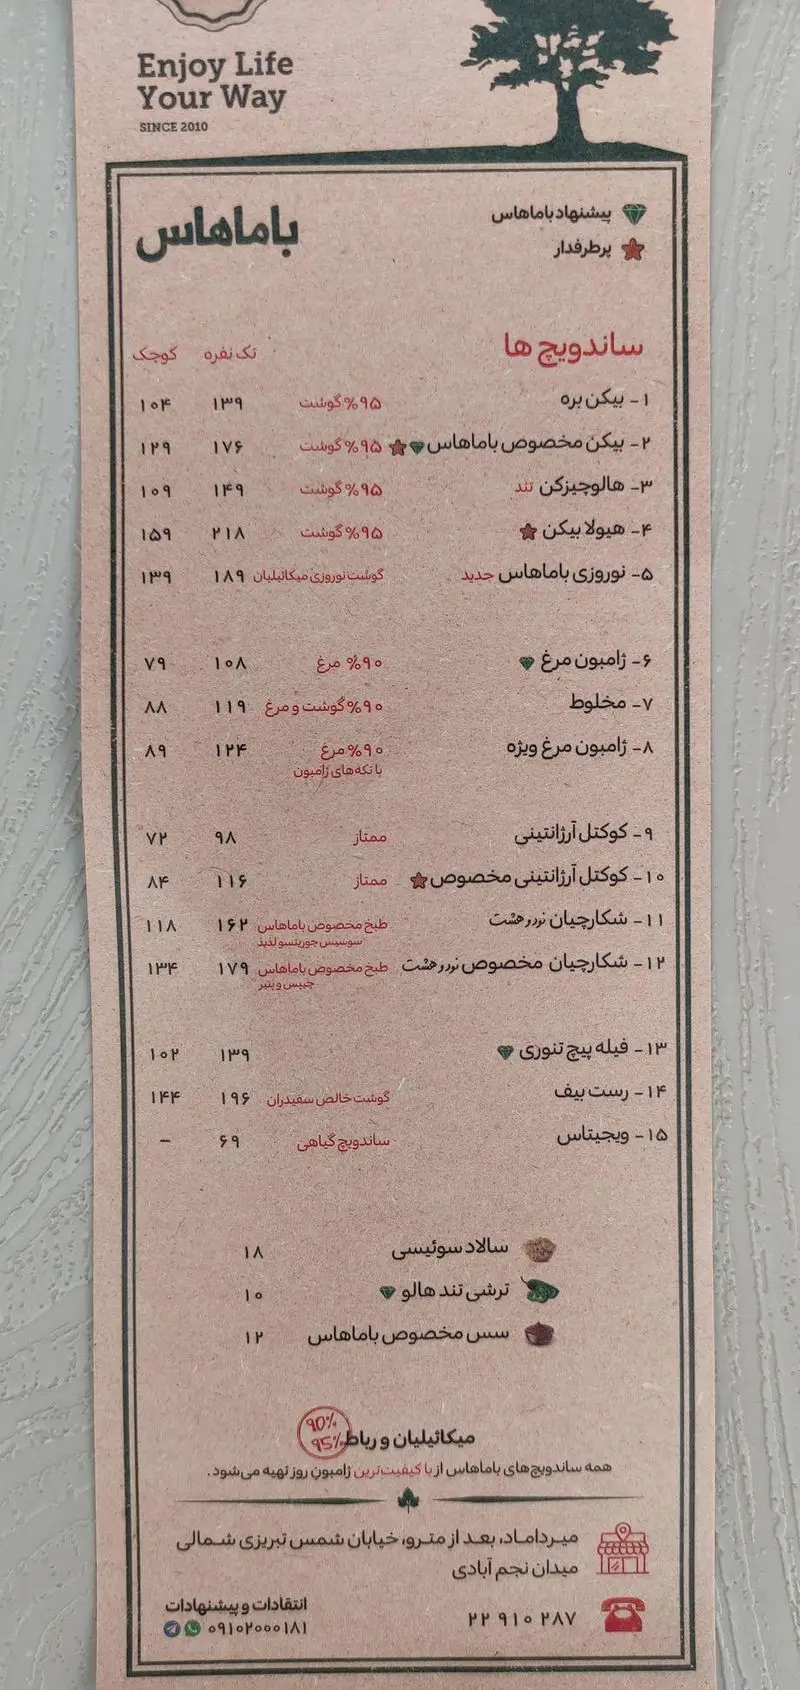 Enjoy Life
Your Way
SINCE 2010
پیشنهاد باماهاس
پرطرفدار
باماهاس
ساندویچ ها تک نفره کوچک
۱- بیکن بره ۹۵% گوشت ۱۳۹ ۱۰۴
۲- بیکن مخصوص باماهاس ۹۵% گوشت ۱۷۶ ۱۲۹
۳- هالوچیزکن تند ۹۵% گوشت ۱۴۹ ۱۰۹
۴- هیولا بیکن ۹۵% گوشت ۲۱۸ ۱۵۹
۵- نوروزی باماهاس جدید گوشت نوروزی میکائیلیان ۱۸۹ ۱۳۹
۶- ژامبون مرغ ۹۰% مرغ ۱۰۸ ۷۹
۷- مخلوط ۹۰% گوشت و مرغ ۱۱۹ ۸۸
۸- ژامبون مرغ ویژه ۹۰% مرغ ۱۲۴ ۸۹
با تکه‌های ژامبون
۹- کوکتل آرژانتینی ممتاز ۹۸ ۷۲
۱۰- کوکتل آرژانتینی مخصوص ممتاز ۱۱۶ ۸۴
۱۱- شکارچیان نود و هشت طبخ مخصوص باماهاس ۱۶۲ ۱۱۸
سوسیس چوریتسو لذیذ
۱۲- شکارچیان مخصوص نود و هشت طبخ مخصوص باماهاس ۱۷۹ ۱۳۴
چیپس و پنیر
۱۳- فیله پیچ تنوری ۱۳۹ ۱۰۲
۱۴- رست بیف گوشت خالص سفیدران ۱۹۶ ۱۴۴
۱۵- ویجیتاس ساندویچ گیاهی ۶۹ –
سالاد سوئیسی ۱۸
ترشی تند هالو ۱۰
سس مخصوص باماهاس ۱۲
میکائیلیان و رباط ۹۰% ۹۵%
همه ساندویچ‌های باماهاس از با کیفیت‌ترین ژامبون روز تهیه می‌شود.
میرداماد، بعد از مترو، خیابان شمس تبریزی شمالی
میدان نجم آبادی
۲۲ ۹۱۰ ۲۸۷
انتقادات و پیشنهادات
۰۹۱۰۲۰۰۰۱۸۱